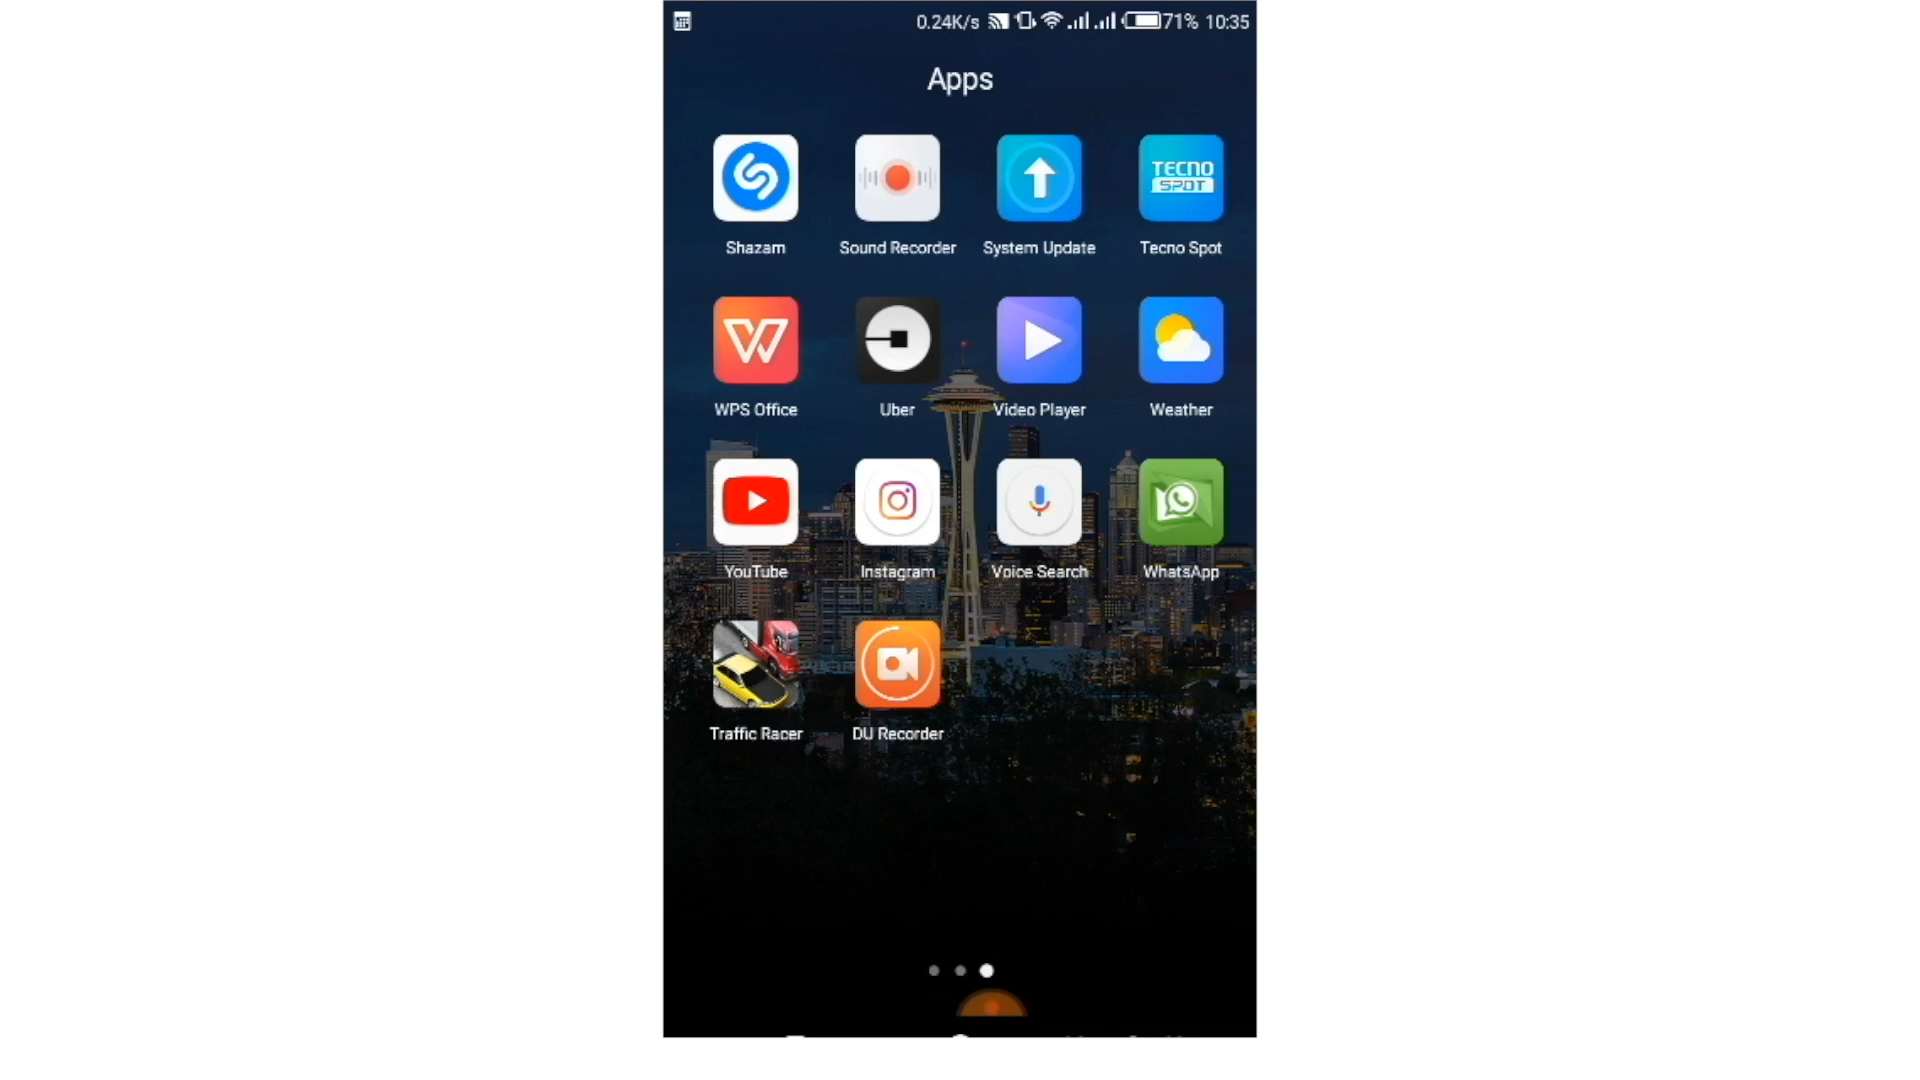 0.24K/s 71% 10:35
Apps
TECNO
SPOT
Shazam Sound Recorder System Update Tecno Spot
WPS Office Uber Video Player Weather
YouTube Instagram Voice Search WhatsApp
Traffic Racer DU Recorder